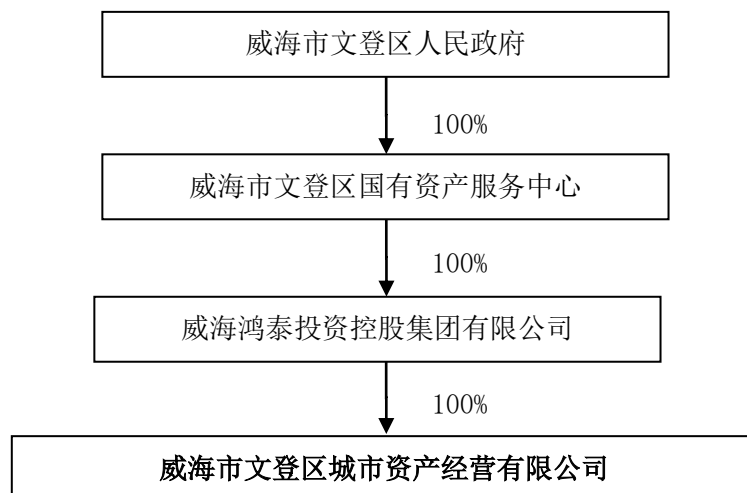 威海市文登区人民政府
100%
威海市文登区国有资产服务中心
100%
威海鸿泰投资控股集团有限公司
100%
威海市文登区城市资产经营有限公司